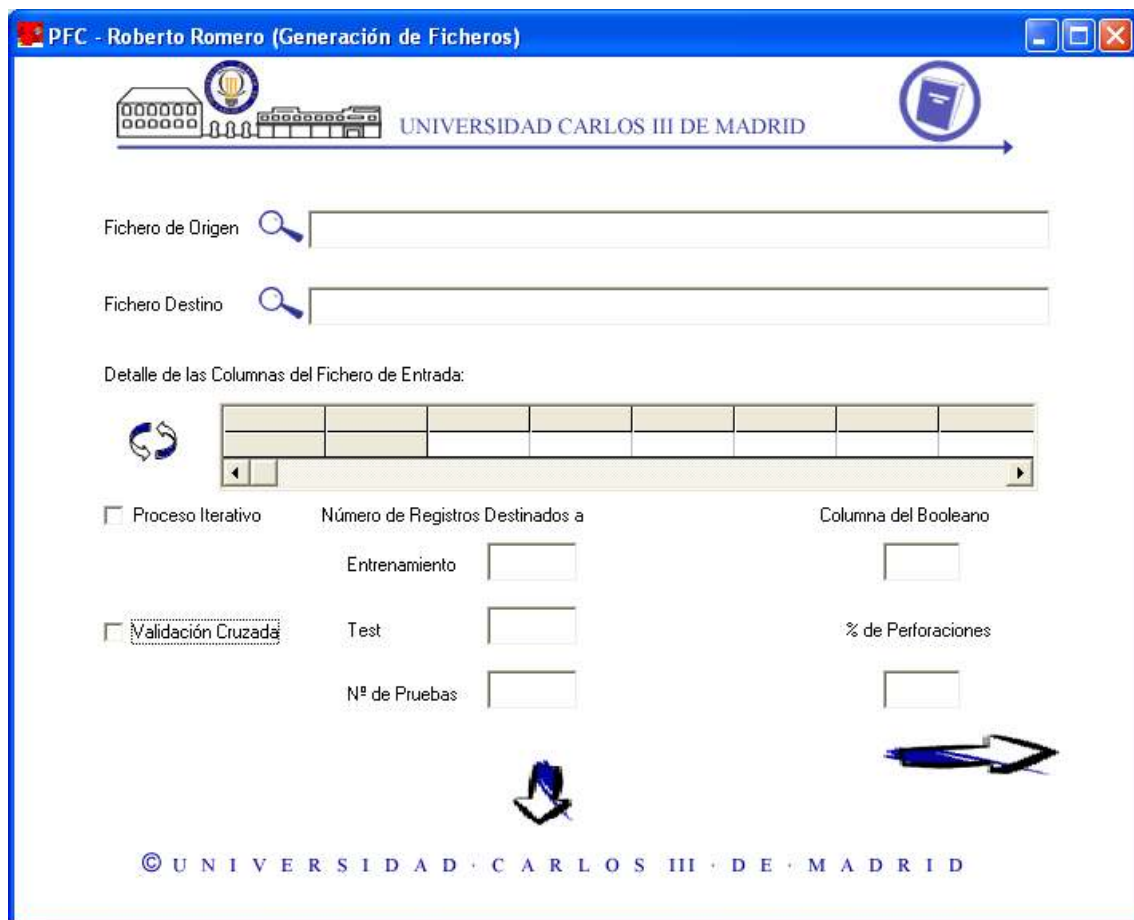 PFC - Roberto Romero (Generación de Ficheros)
UNIVERSIDAD CARLOS III DE MADRID
Fichero de Origen
Fichero Destino
Detalle de las Columnas del Fichero de Entrada:
Proceso Iterativo
Número de Registros Destinados a
Columna del Booleano
Entrenamiento
Validación Cruzada
Test
% de Perforaciones
Nº de Pruebas
© UNIVERSIDAD · CARLOS III · DE · MADRID